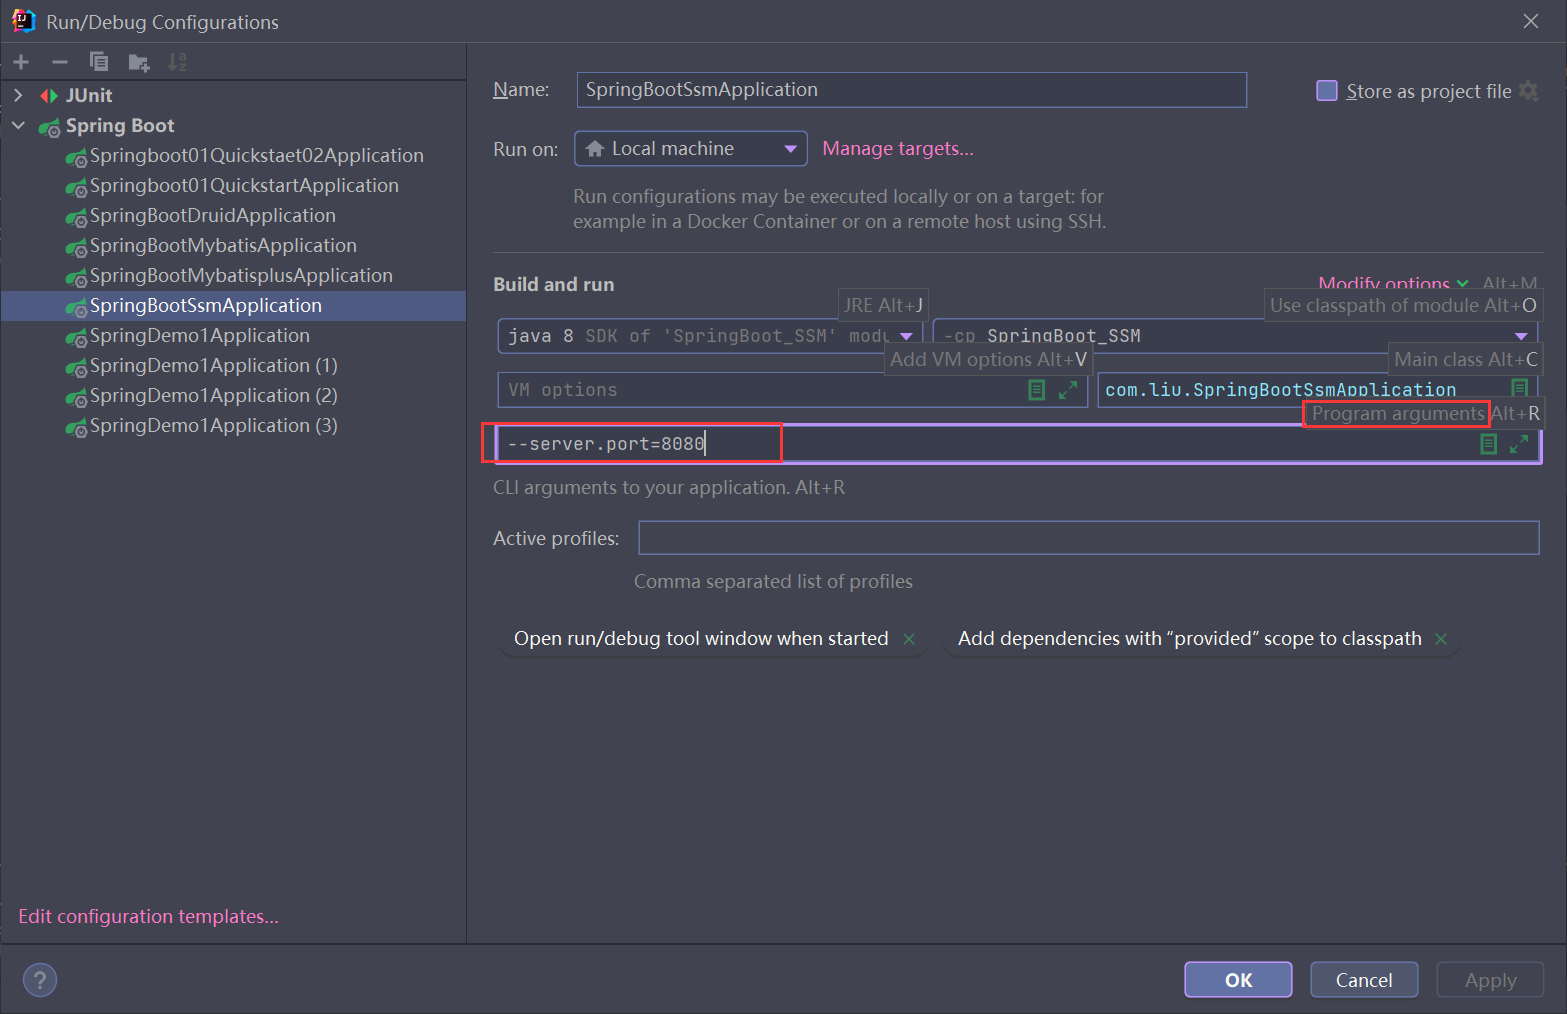 Run/Debug Configurations
JUnit
Spring Boot
Springboot01Quickstaet02Application
Springboot01QuickstartApplication
SpringBootDruidApplication
SpringBootMybatisApplication
SpringBootMybatisplusApplication
SpringBootSsmApplication
SpringDemo1Application
SpringDemo1Application (1)
SpringDemo1Application (2)
SpringDemo1Application (3)
Edit configuration templates...
Name: SpringBootSsmApplication
Store as project file
Run on: Local machine Manage targets...
Run configurations may be executed locally or on a target: for
example in a Docker Container or on a remote host using SSH.
Build and run Modify options Alt+M
JRE Alt+J Use classpath of module Alt+O
java 8 SDK of 'SpringBoot_SSM' modu -cp SpringBoot_SSM
Add VM options Alt+V Main class Alt+C
VM options com.liu.SpringBootSsmApplication
Program arguments Alt+R
--server.port=8080
CLI arguments to your application. Alt+R
Active profiles:
Comma separated list of profiles
Open run/debug tool window when started Add dependencies with “provided” scope to classpath
? OK Cancel Apply